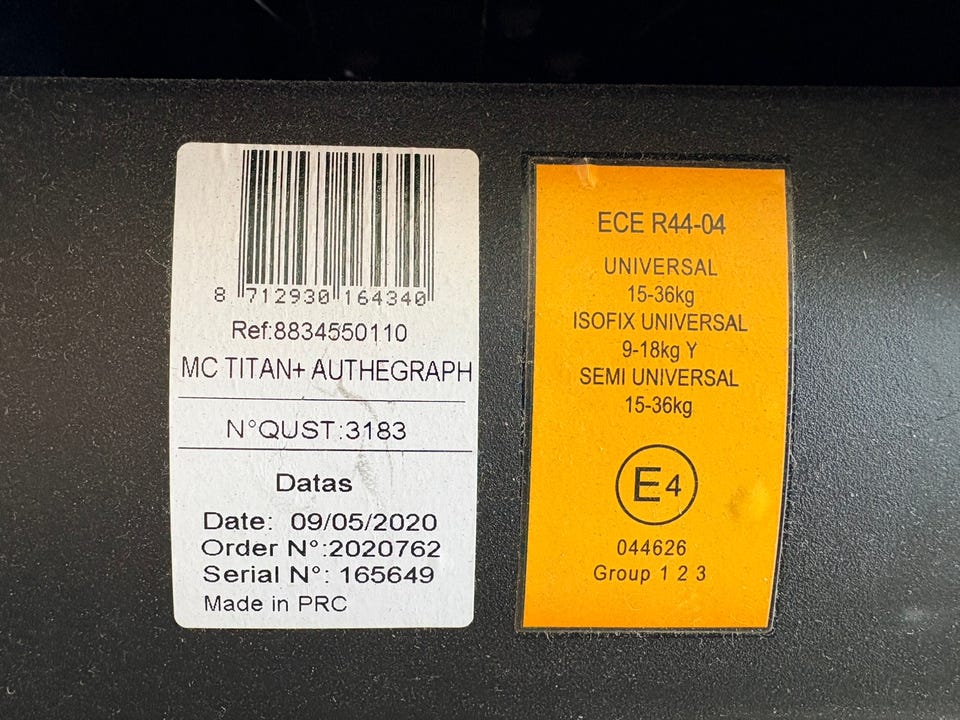 8 712930 164340
Ref:8834550110
MC TITAN+ AUTHEGRAPH
N°QUST:3183
Datas
Date: 09/05/2020
Order N°:2020762
Serial N°: 165649
Made in PRC
ECE R44-04
UNIVERSAL
15-36kg
ISOFIX UNIVERSAL
9-18kg Y
SEMI UNIVERSAL
15-36kg
E4
044626
Group 1 2 3